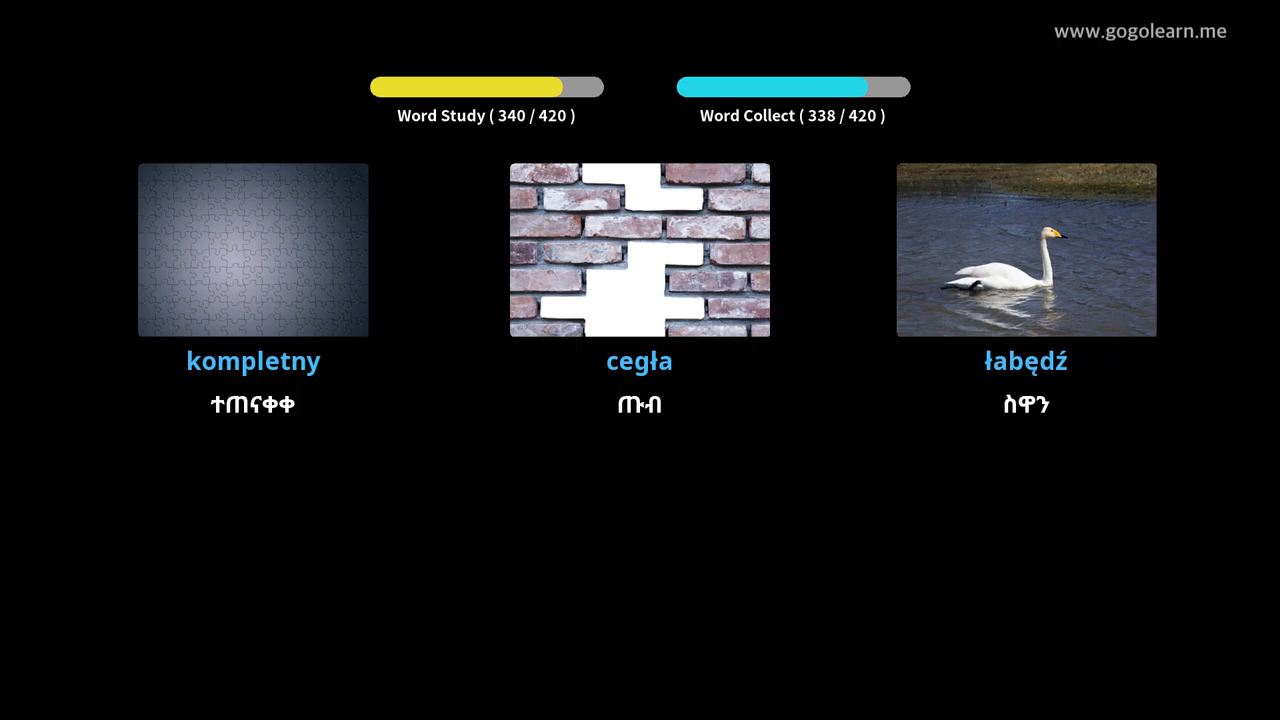 www.gogolearn.me
Word Study ( 340 / 420 )
Word Collect ( 338 / 420 )
kompletny
cegła
łabędź
ተጠናቀቀ
ጡብ
ስዋን